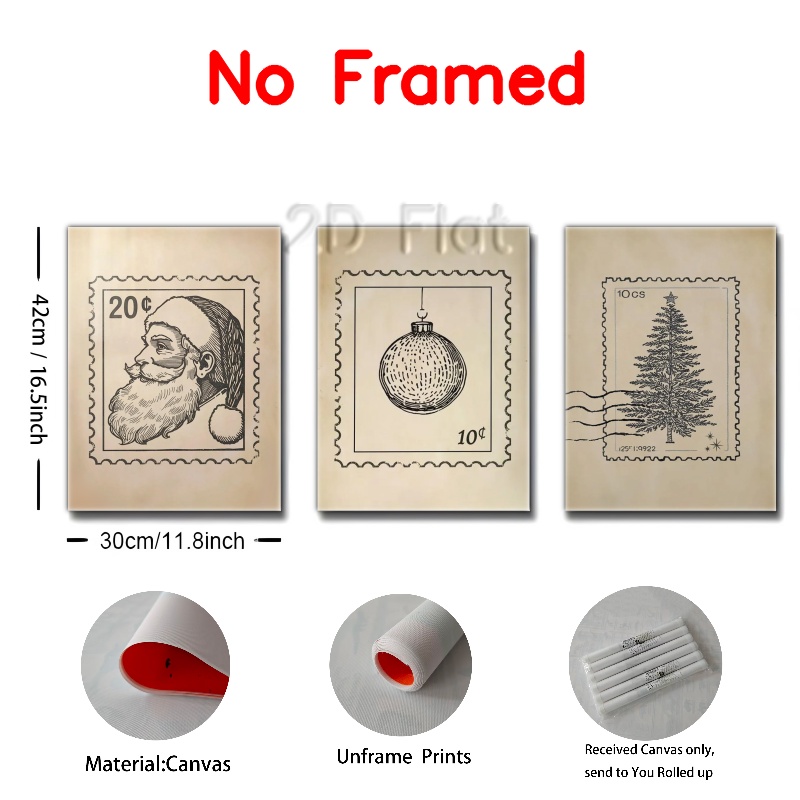 No Framed
2D Flat
20¢
10¢
10cs
42cm / 16.5inch
30cm/11.8inch
Material:Canvas
Unframe Prints
Received Canvas only,
send to You Rolled up